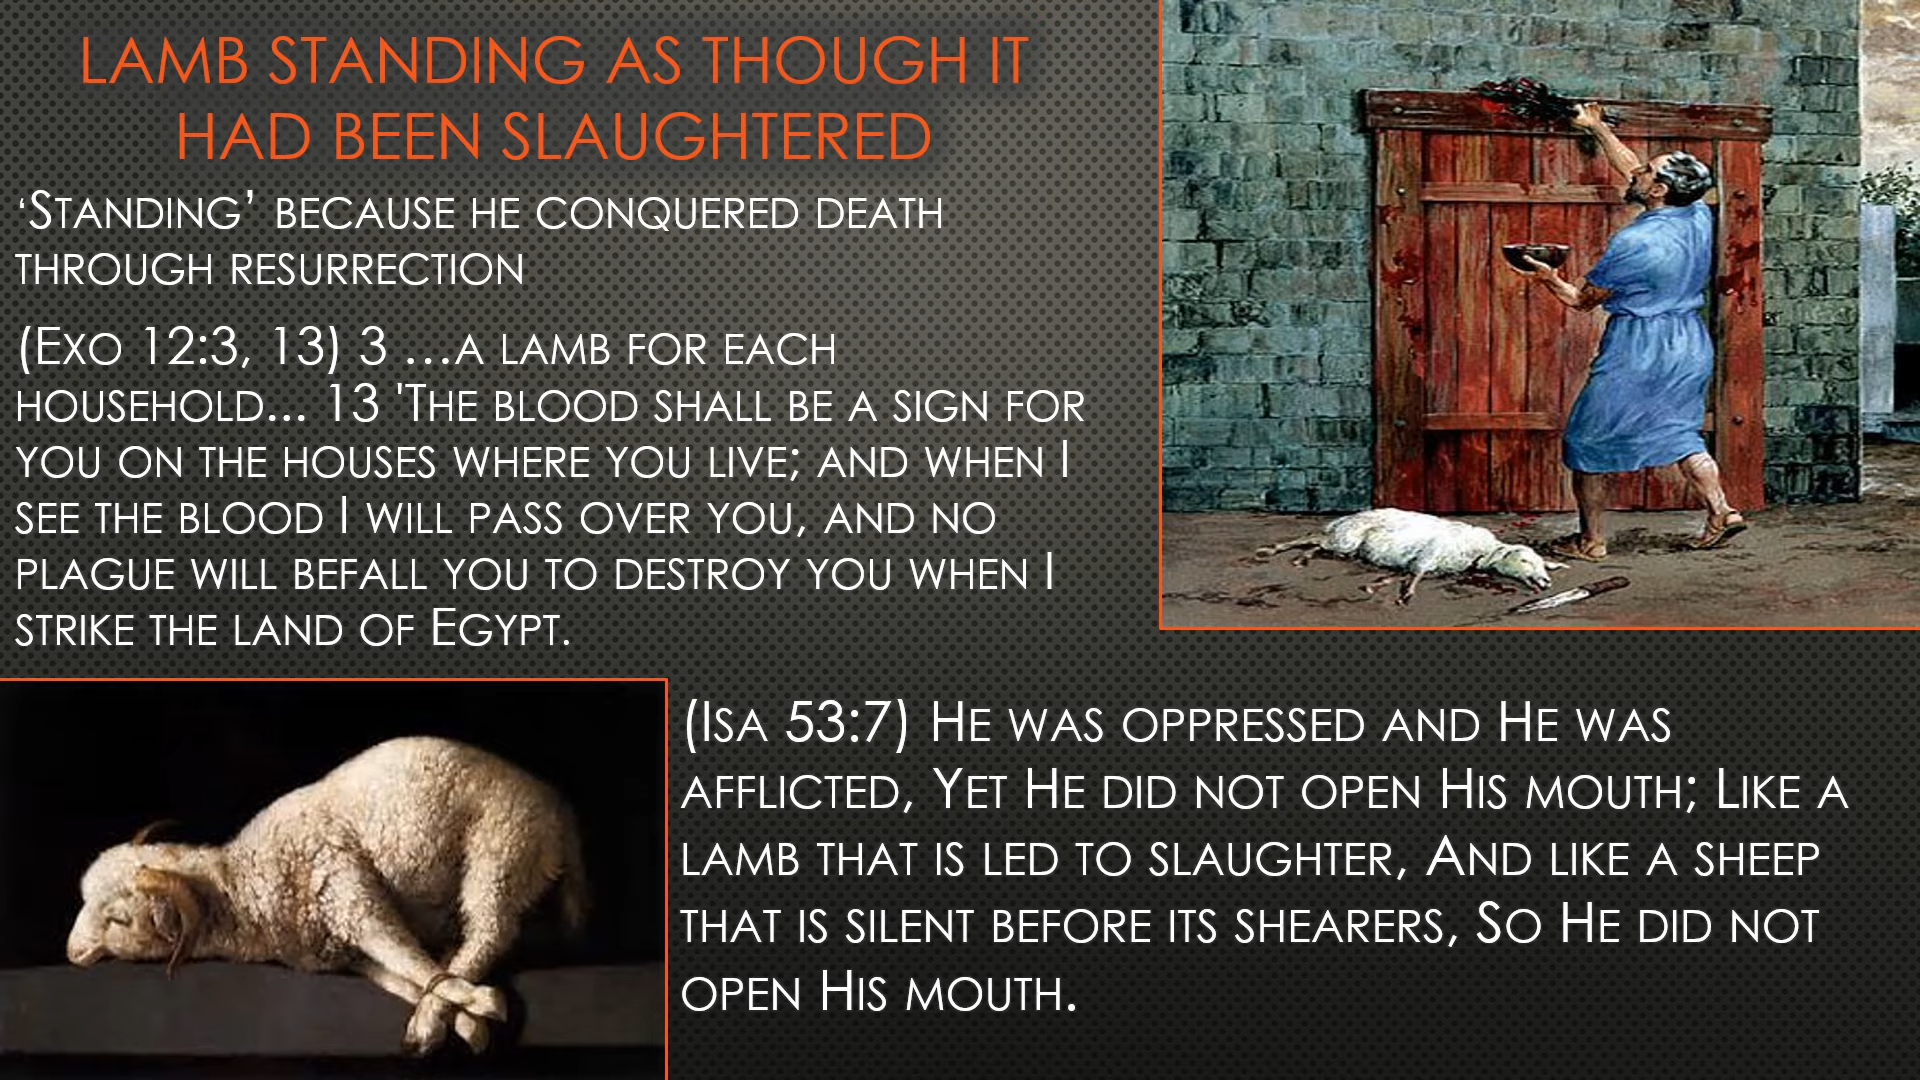 LAMB STANDING AS THOUGH IT
HAD BEEN SLAUGHTERED
‘Standing’ because he conquered death
through resurrection
(Exo 12:3, 13) 3 …a lamb for each
household... 13 'The blood shall be a sign for
you on the houses where you live; and when I
see the blood I will pass over you, and no
plague will befall you to destroy you when I
strike the land of Egypt.
(Isa 53:7) He was oppressed and He was
afflicted, Yet He did not open His mouth; Like a
lamb that is led to slaughter, And like a sheep
that is silent before its shearers, So He did not
open His mouth.